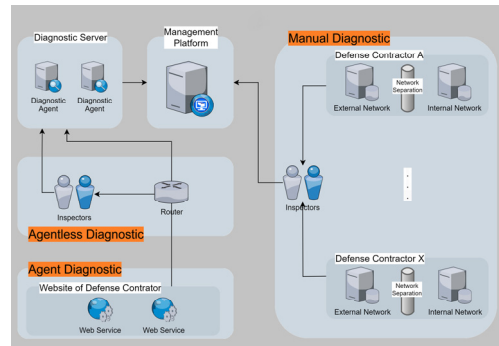 Diagnostic Server
Diagnostic
Agent
Diagnostic
Agent
Management
Platform
Inspectors
Router
Agentless Diagnostic
Agent Diagnostic
Website of Defense Contrator
Web Service
Web Service
Manual Diagnostic
Defense Contractor A
Network
Separation
External Network
Internal Network
Inspectors
.
.
.
Defense Contractor X
Network
Separation
External Network
Internal Network